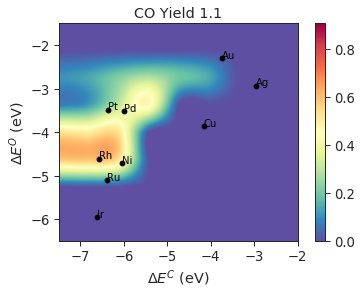 CO Yield 1.1
−2
−3
−4
−5
−6
ΔE^O (eV)
Au
Ag
Pt
Pd
Cu
Rh
Ni
Ru
Ir
−7
−6
−5
−4
−3
−2
ΔE^C (eV)
0.8
0.6
0.4
0.2
0.0